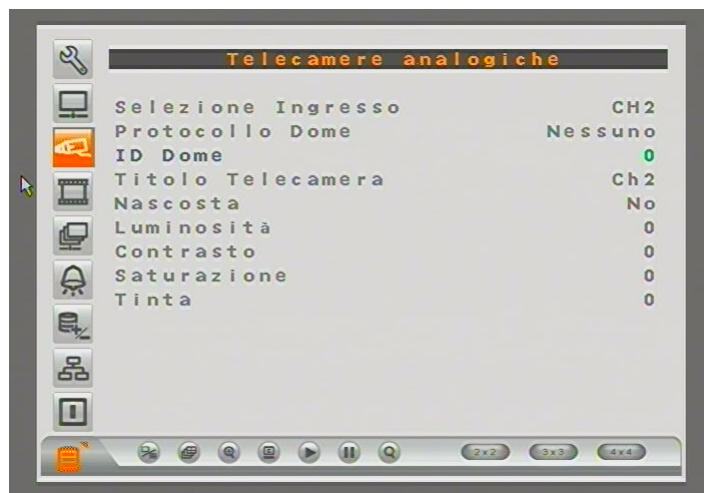 Telecamere analogiche
Selezione Ingresso CH2
Protocollo Dome Nessuno
ID Dome 0
Titolo Telecamera Ch2
Nascosta No
Luminosità 0
Contrasto 0
Saturazione 0
Tinta 0
2x2 3x3 4x4